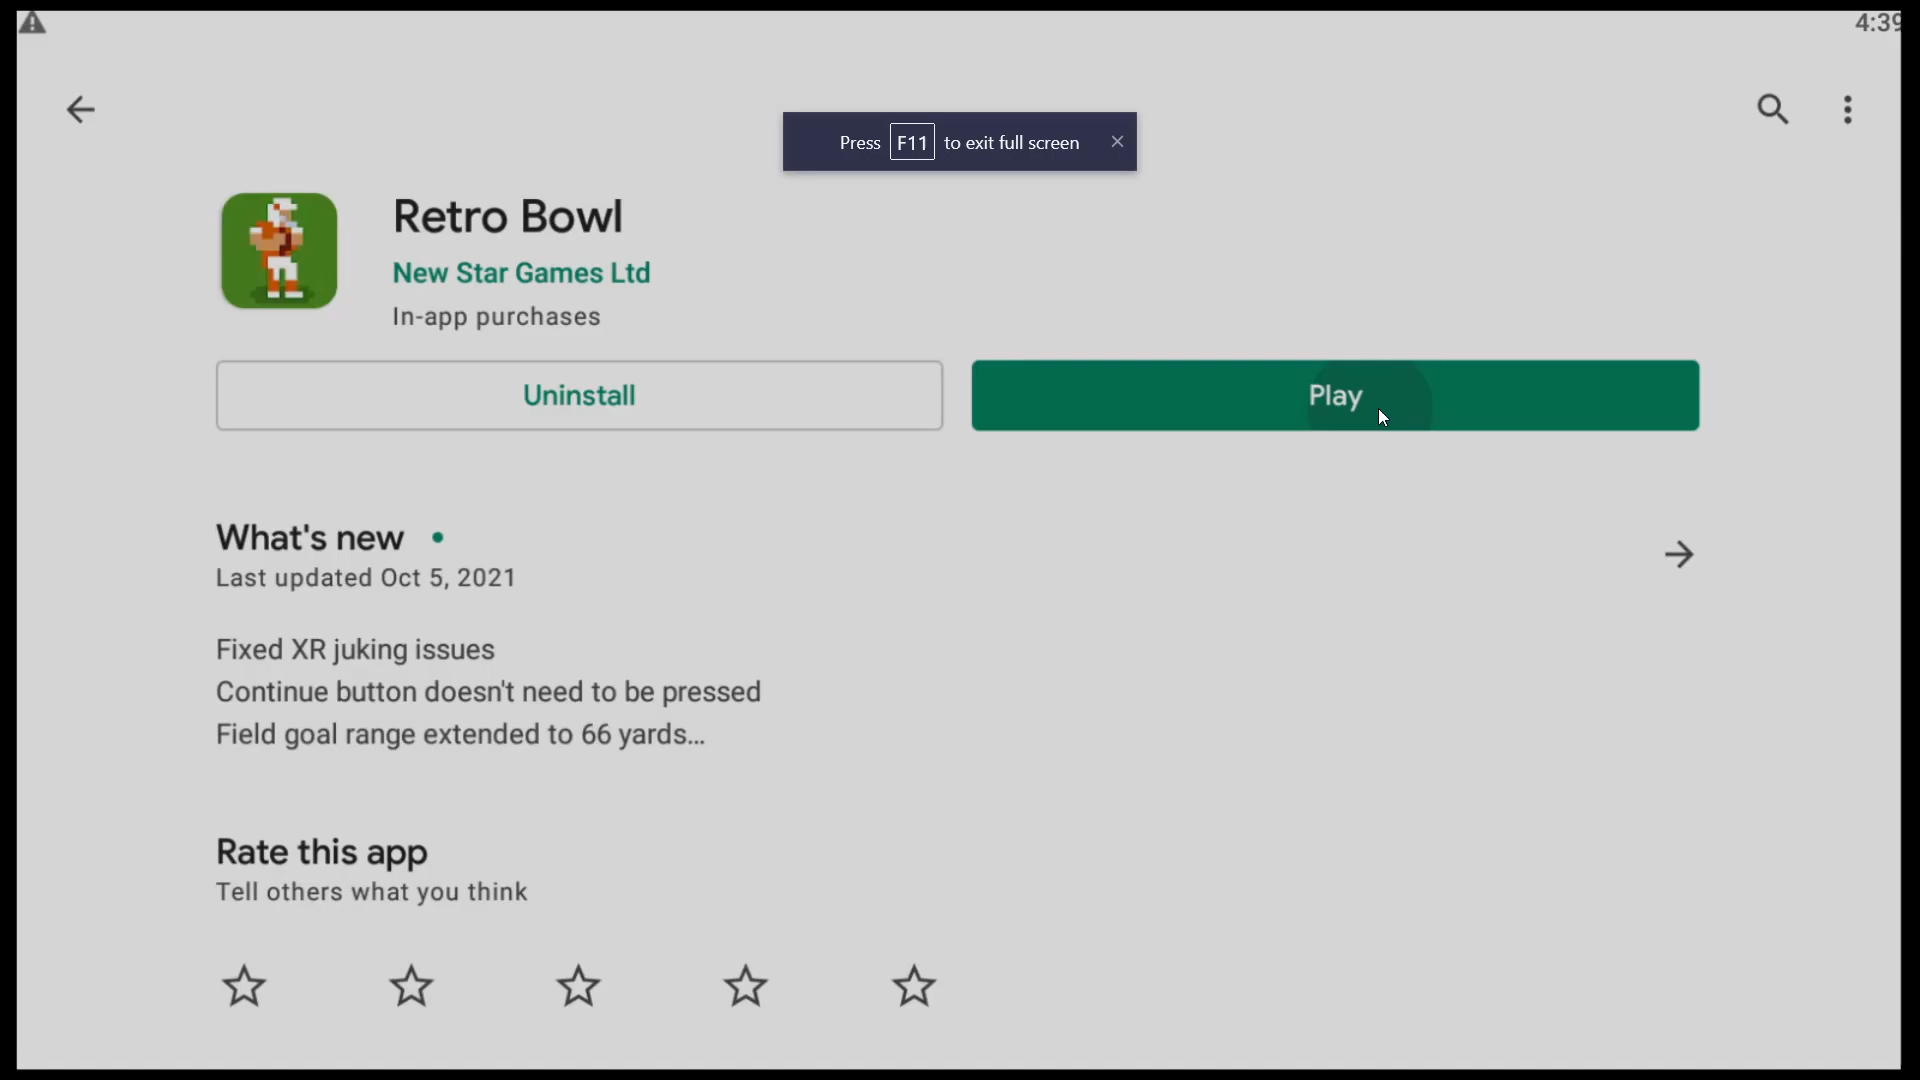 4:39
Press F11 to exit full screen
Retro Bowl
New Star Games Ltd
In-app purchases
Uninstall
Play
What's new
Last updated Oct 5, 2021
Fixed XR juking issues
Continue button doesn't need to be pressed
Field goal range extended to 66 yards...
Rate this app
Tell others what you think